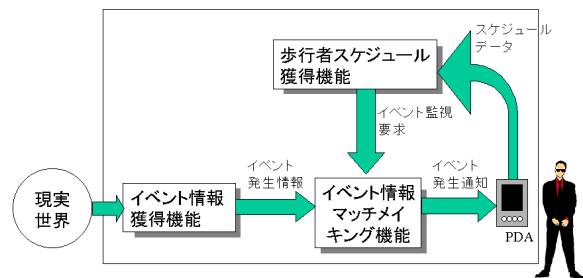 スケジュール
データ
歩行者スケジュール
獲得機能
イベント監視
要求
イベント
発生情報
イベント
発生通知
現実
世界
イベント情報
獲得機能
イベント情報
マッチメイ
キング機能
PDA